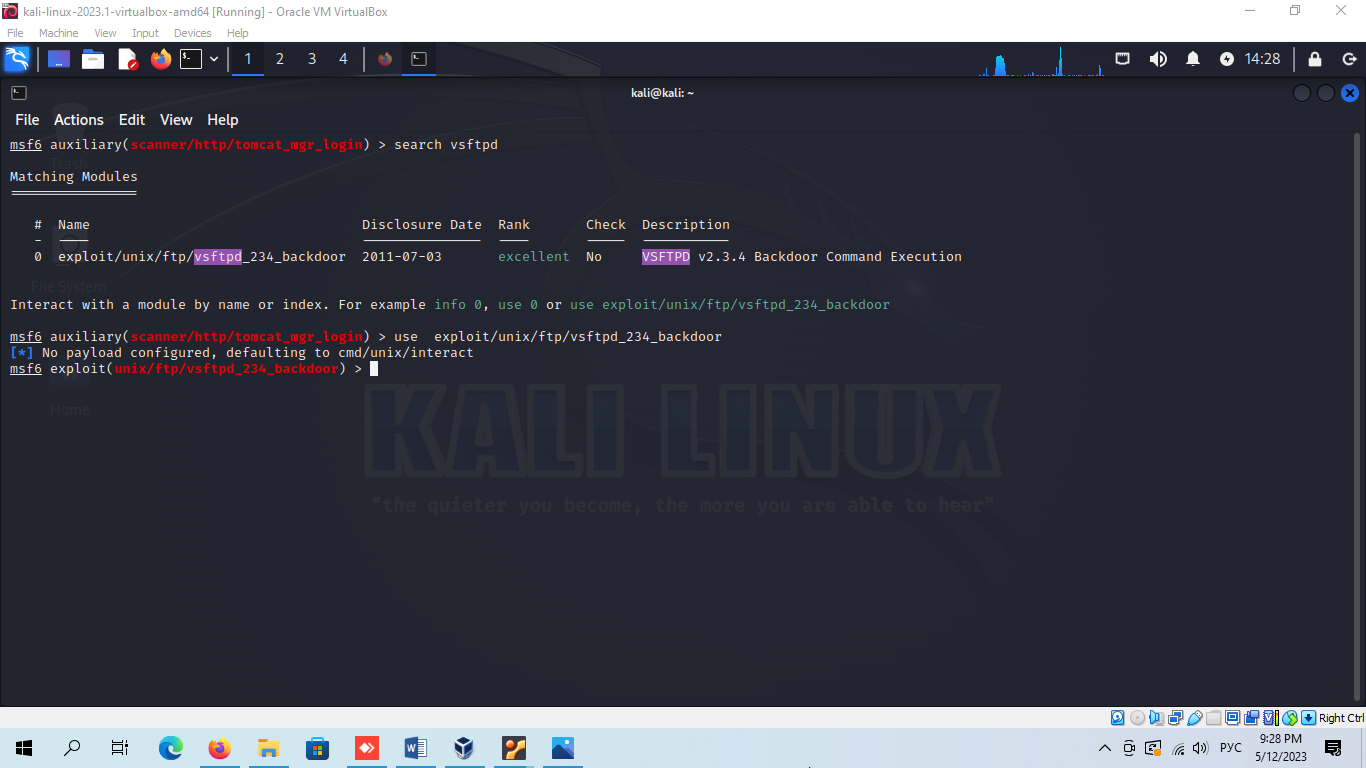 kali-linux-2023.1-virtualbox-amd64 [Running] - Oracle VM VirtualBox
File Machine View Input Devices Help
1 2 3 4 14:28
kali@kali: ~
File Actions Edit View Help
msf6 auxiliary(scanner/http/tomcat_mgr_login) > search vsftpd
Trash
Matching Modules
================
# Name Disclosure Date Rank Check Description
- ---- --------------- ---- ----- -----------
0 exploit/unix/ftp/vsftpd_234_backdoor 2011-07-03 excellent No VSFTPD v2.3.4 Backdoor Command Execution
File System
Interact with a module by name or index. For example info 0, use 0 or use exploit/unix/ftp/vsftpd_234_backdoor
msf6 auxiliary(scanner/http/tomcat_mgr_login) > use  exploit/unix/ftp/vsftpd_234_backdoor
[*] No payload configured, defaulting to cmd/unix/interact
msf6 exploit(unix/ftp/vsftpd_234_backdoor) >
Home
KALI LINUX
"the quieter you become, the more you are able to hear"
Right Ctrl
РУС
9:28 PM
5/12/2023